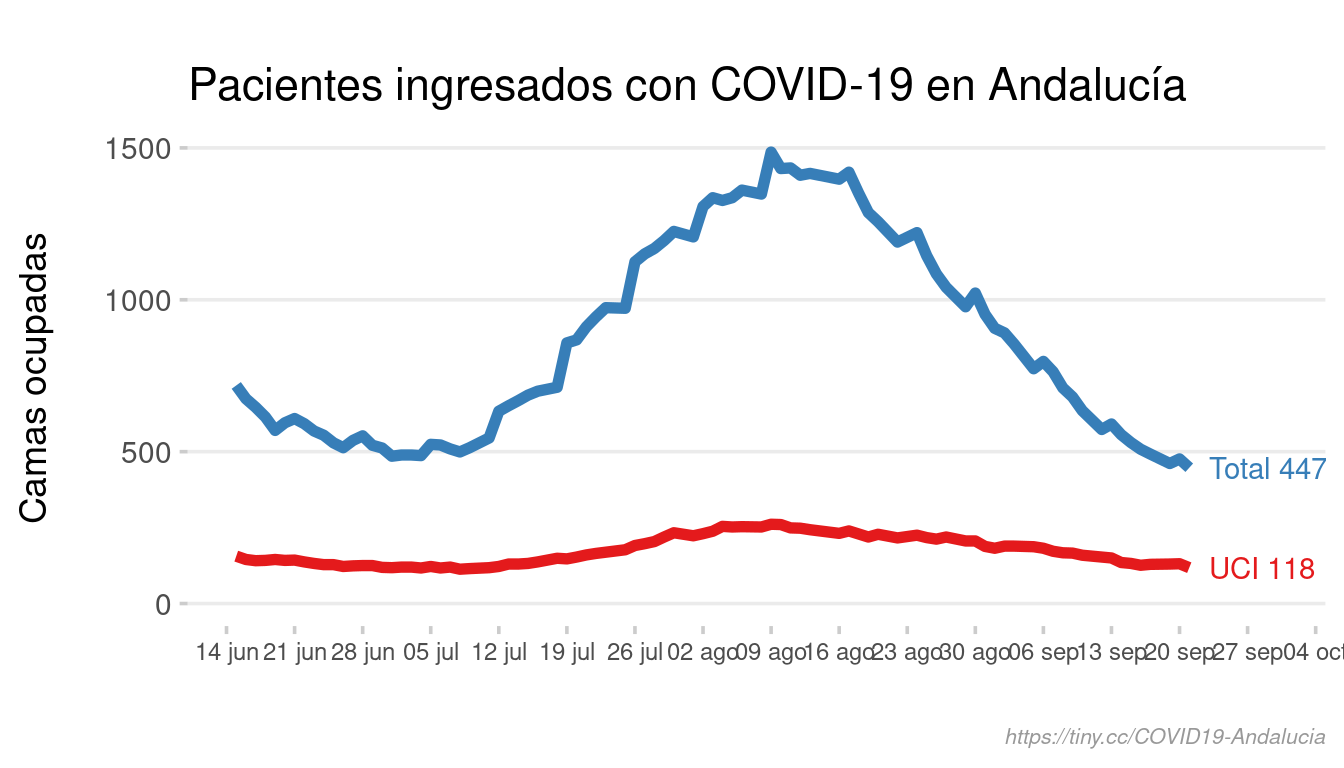 Pacientes ingresados con COVID-19 en Andalucía
Camas ocupadas
1500
1000
500
0
Total 447
UCI 118
14 jun 21 jun 28 jun 05 jul 12 jul 19 jul 26 jul 02 ago 09 ago 16 ago 23 ago 30 ago 06 sep 13 sep 20 sep 27 sep 04 oct
https://tiny.cc/COVID19-Andalucia